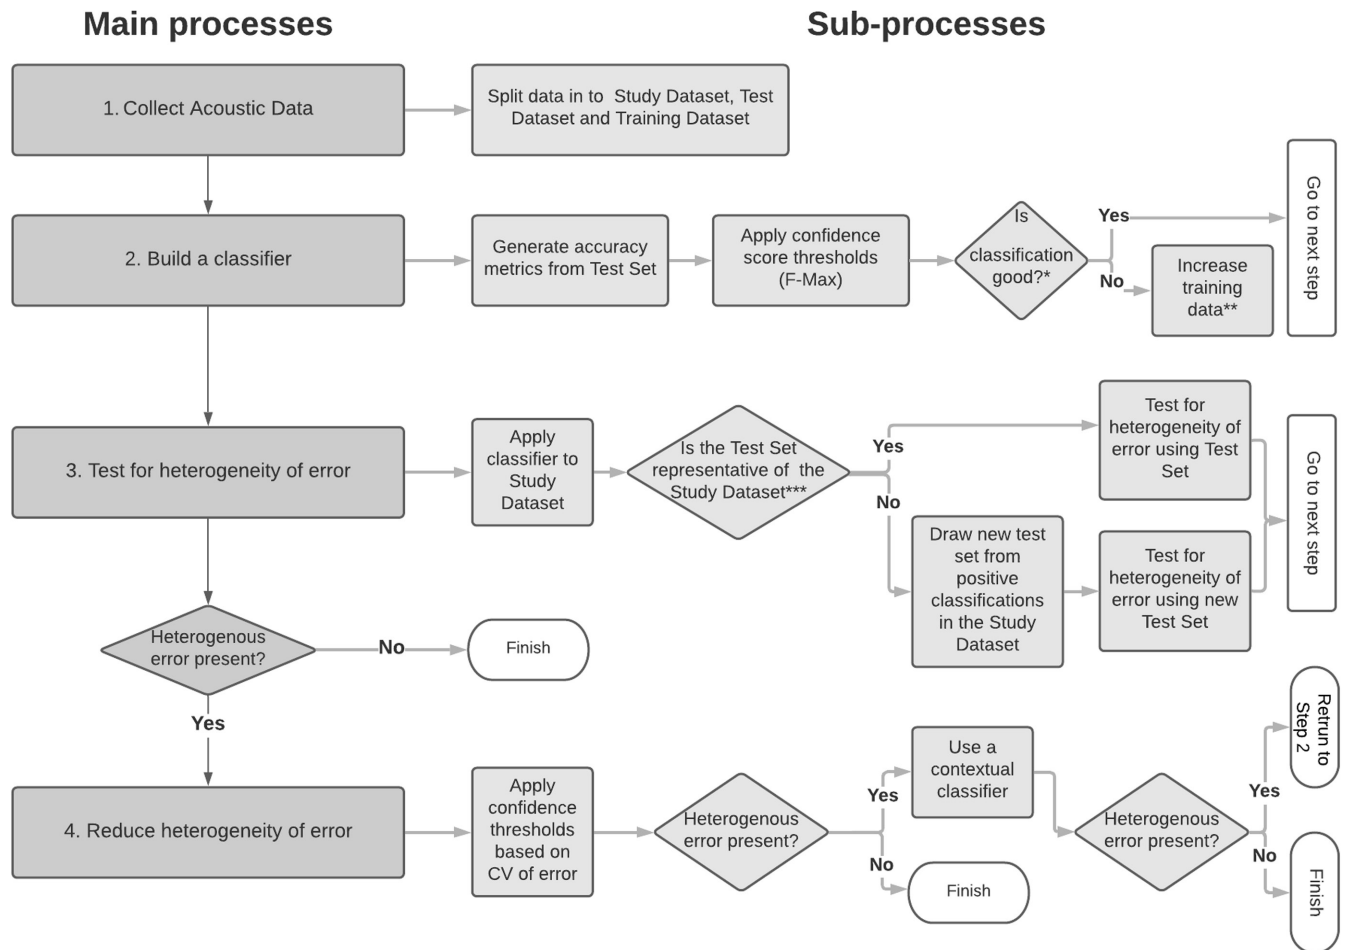 Main processes
Sub-processes
1. Collect Acoustic Data
Split data in to Study Dataset, Test
Dataset and Training Dataset
2. Build a classifier
Generate accuracy
metrics from Test Set
Apply confidence
score thresholds
(F-Max)
Is
classification
good?*
Yes
No
Increase
training
data**
Go to next step
3. Test for heterogeneity of error
Apply
classifier to
Study
Dataset
Is the Test Set
representative of the
Study Dataset***
Yes
No
Test for
heterogeneity of
error using Test
Set
Draw new test
set from
positive
classifications
in the Study
Dataset
Test for
heterogeneity of
error using new
Test Set
Go to next step
Heterogenous
error present?
No
Finish
Yes
4. Reduce heterogeneity of error
Apply
confidence
thresholds
based on
CV of error
Heterogenous
error present?
Yes
No
Use a
contextual
classifier
Finish
Heterogenous
error present?
Yes
No
Retrun to
Step 2
Finish